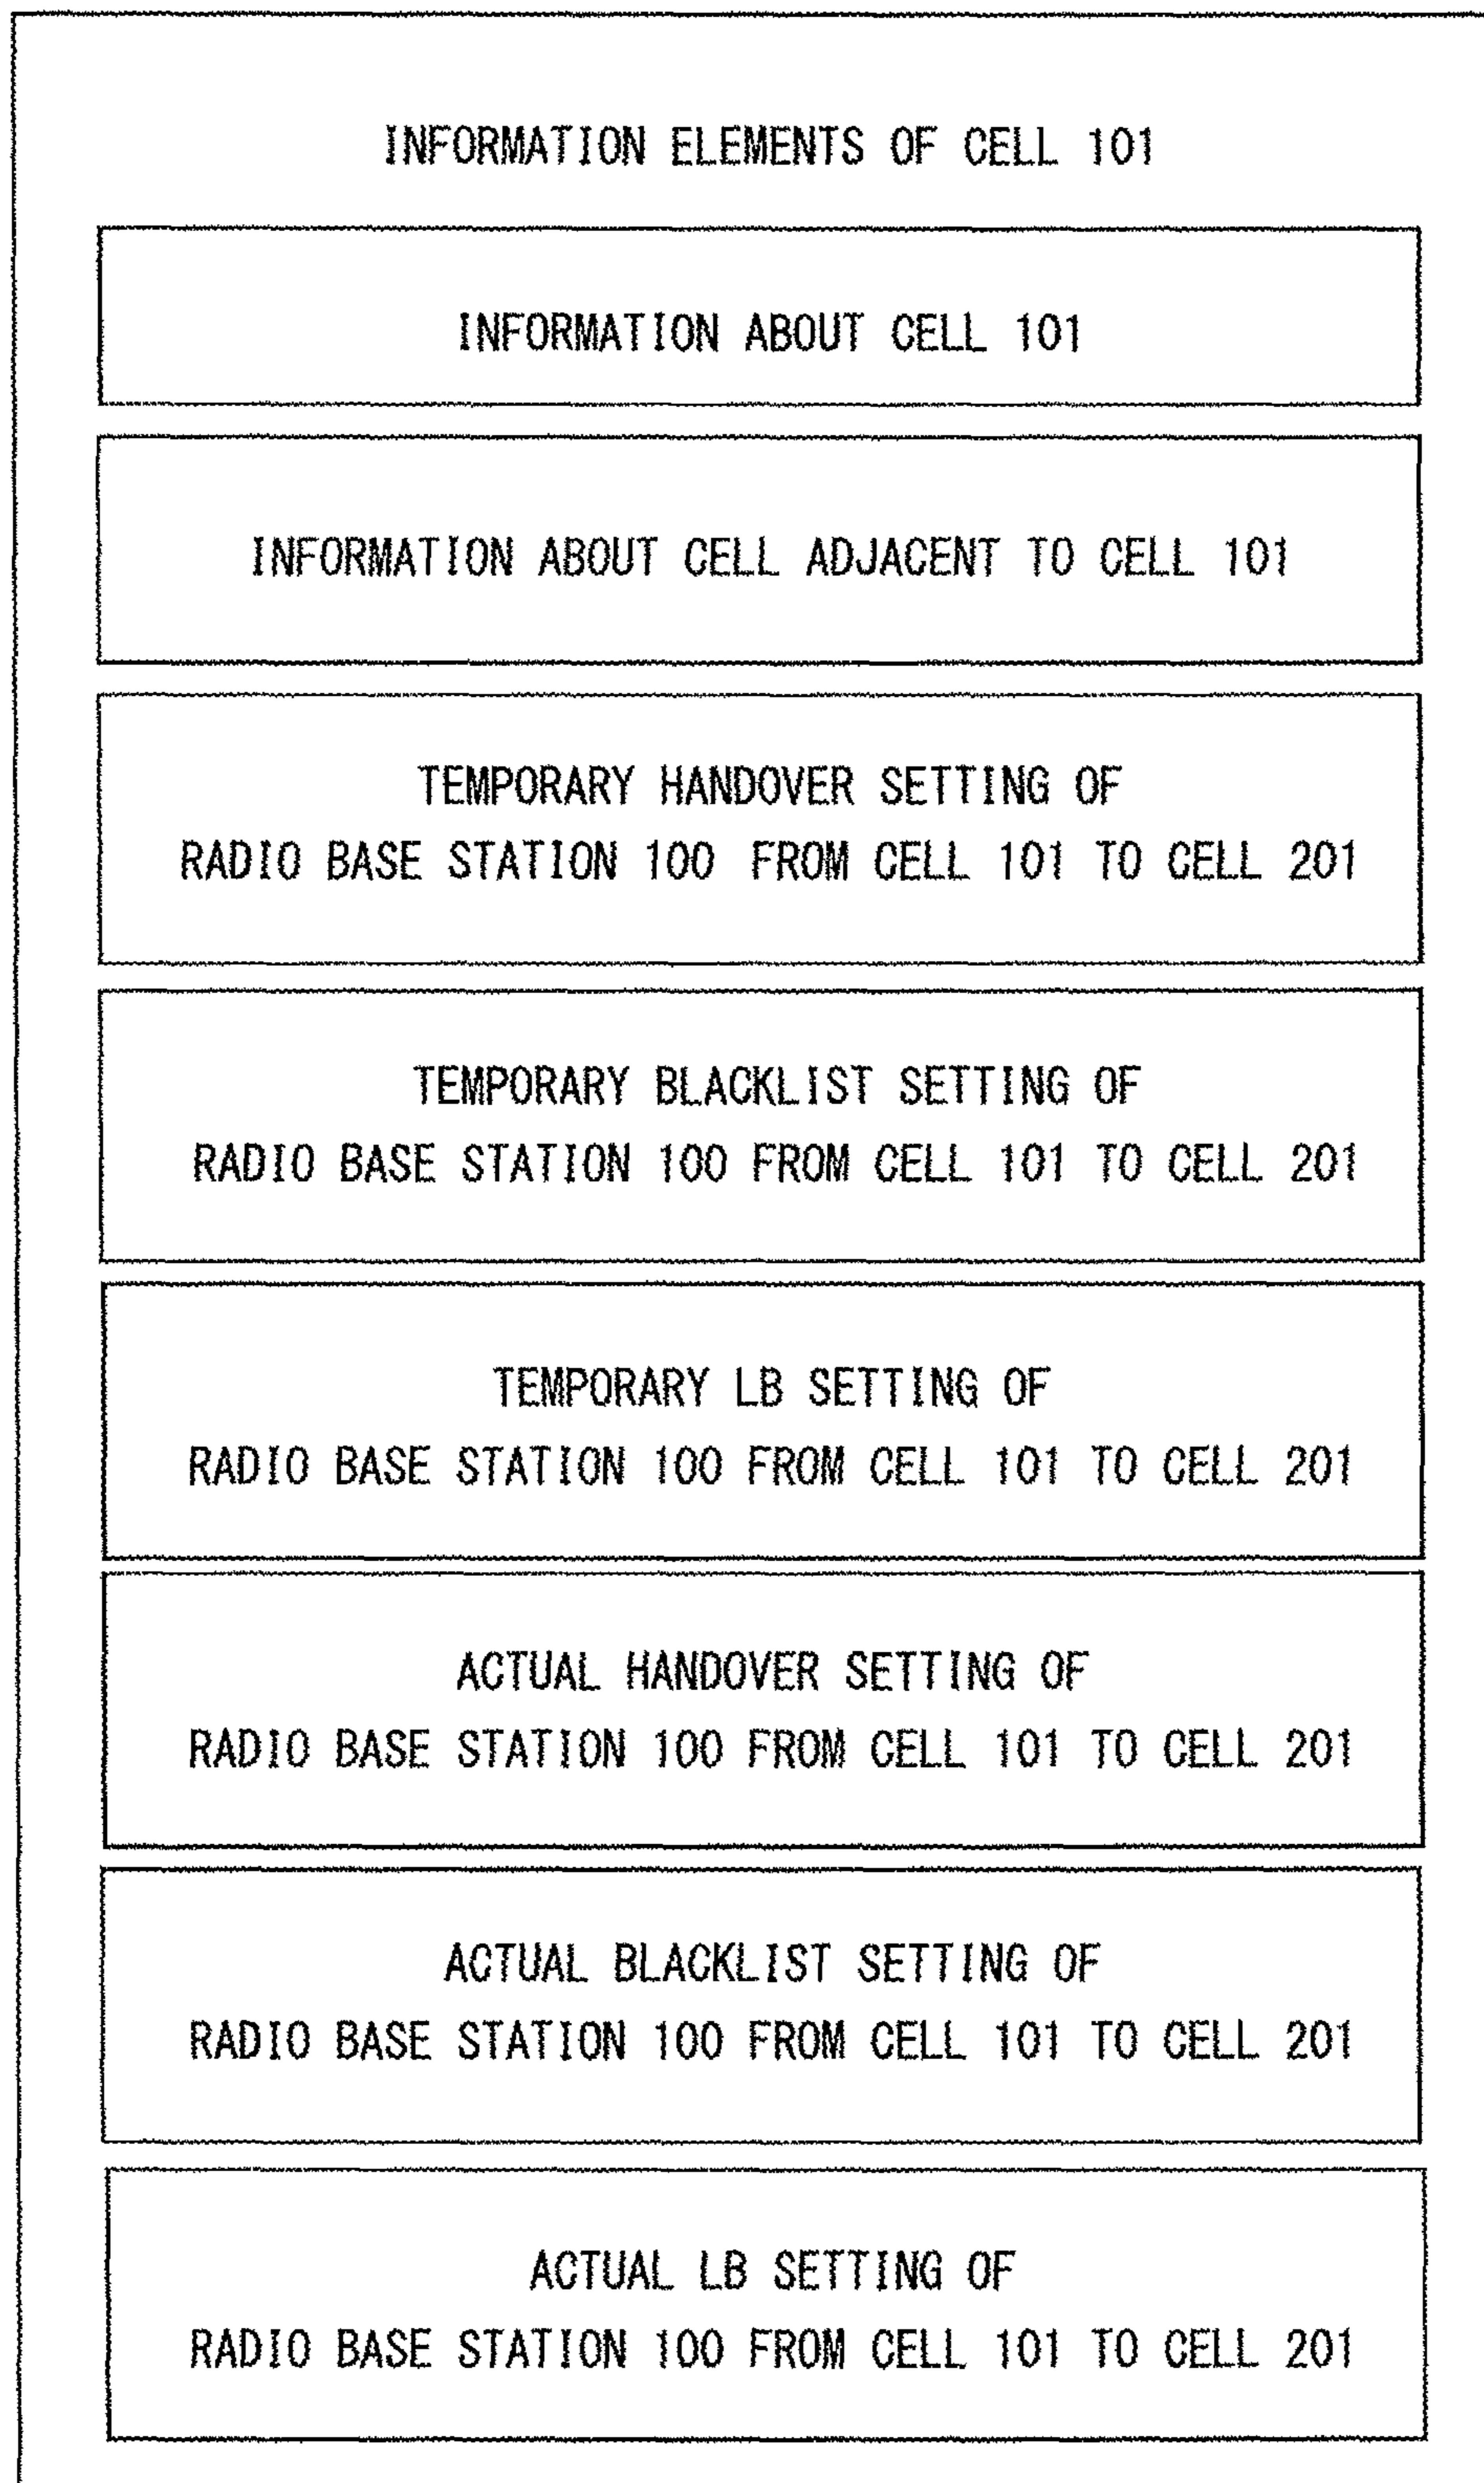 INFORMATION ELEMENTS OF CELL 101
INFORMATION ABOUT CELL 101
INFORMATION ABOUT CELL ADJACENT TO CELL 101
TEMPORARY HANDOVER SETTING OF
RADIO BASE STATION 100 FROM CELL 101 TO CELL 201
TEMPORARY BLACKLIST SETTING OF
RADIO BASE STATION 100 FROM CELL 101 TO CELL 201
TEMPORARY LB SETTING OF
RADIO BASE STATION 100 FROM CELL 101 TO CELL 201
ACTUAL HANDOVER SETTING OF
RADIO BASE STATION 100 FROM CELL 101 TO CELL 201
ACTUAL BLACKLIST SETTING OF
RADIO BASE STATION 100 FROM CELL 101 TO CELL 201
ACTUAL LB SETTING OF
RADIO BASE STATION 100 FROM CELL 101 TO CELL 201